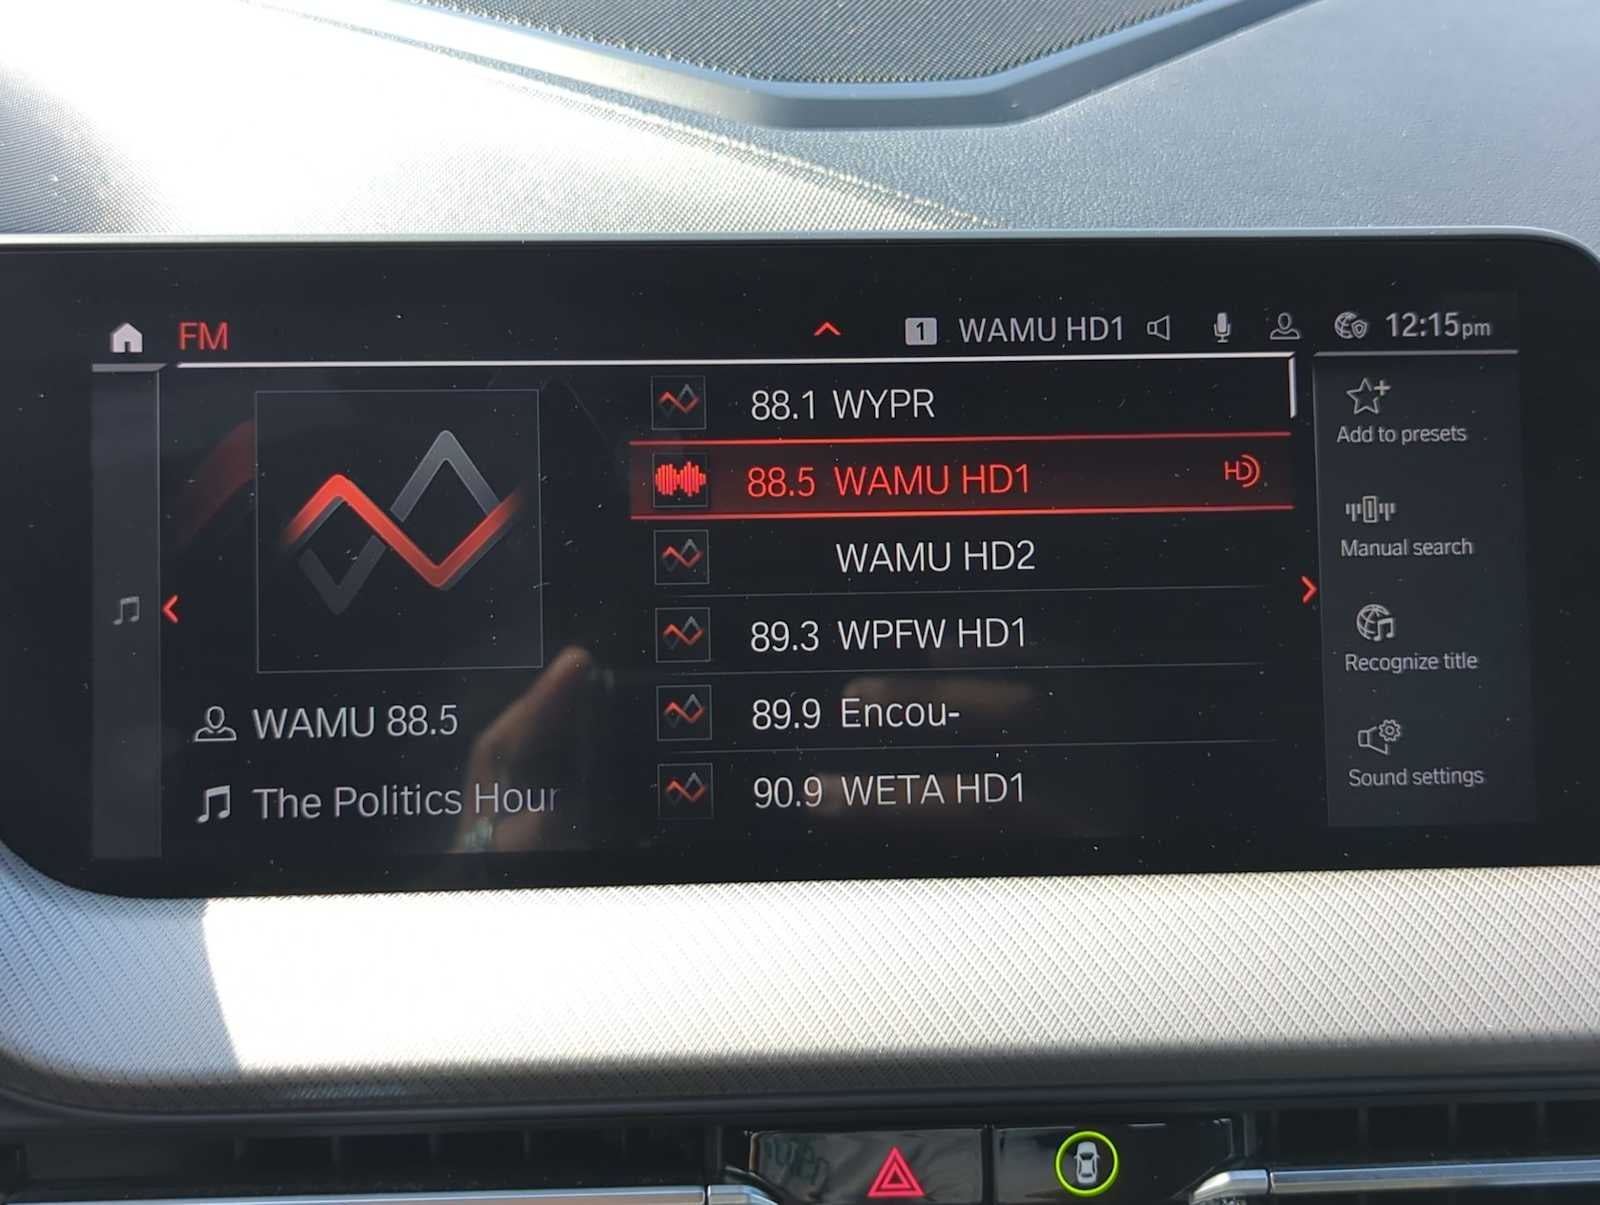 FM
1 WAMU HD1
12:15pm
88.1 WYPR
88.5 WAMU HD1 HD
WAMU HD2
89.3 WPFW HD1
89.9 Encou-
90.9 WETA HD1
WAMU 88.5
The Politics Hour
Add to presets
Manual search
Recognize title
Sound settings